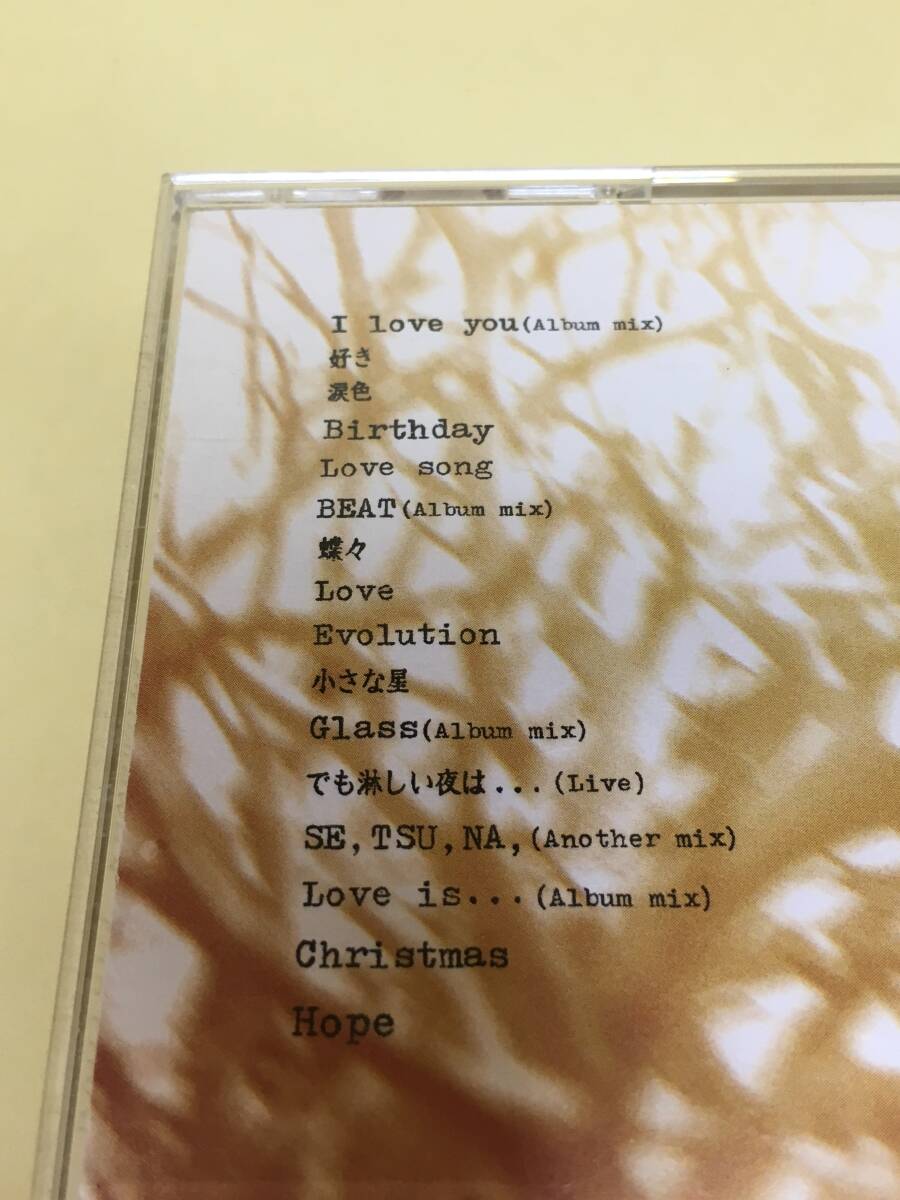 I love you(Album mix)
好き
涙色
Birthday
Love song
BEAT(Album mix)
蝶々
Love
Evolution
小さな星
Glass(Album mix)
でも淋しい夜は...(Live)
SE,TSU,NA,(Another mix)
Love is...(Album mix)
Christmas
Hope